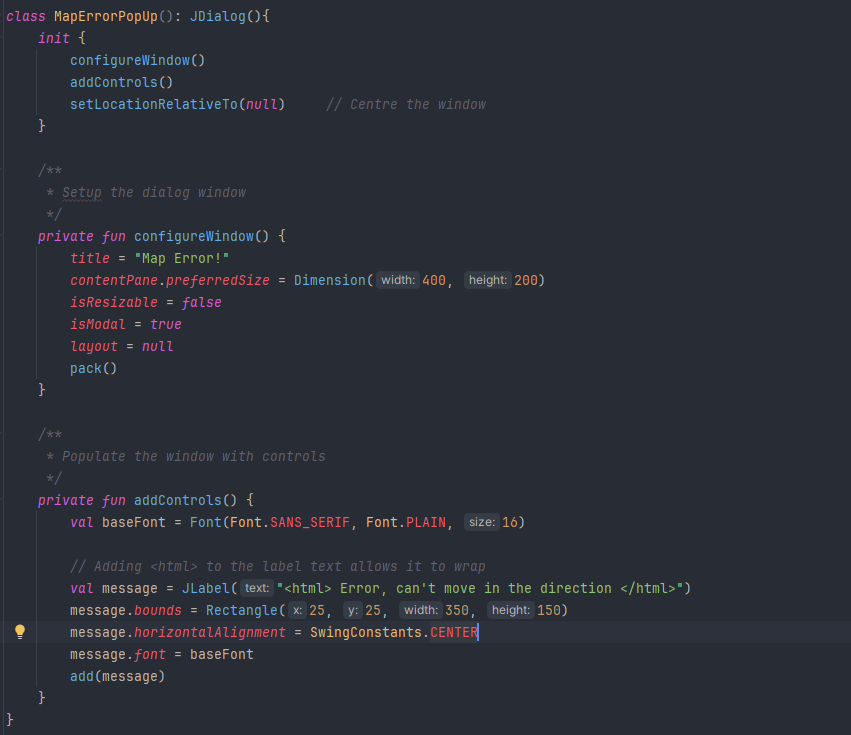 class MapErrorPopUp(): JDialog(){
    init {
        configureWindow()
        addControls()
        setLocationRelativeTo(null)     // Centre the window
    }

    /**
     * Setup the dialog window
     */
    private fun configureWindow() {
        title = "Map Error!"
        contentPane.preferredSize = Dimension( width: 400,  height: 200)
        isResizable = false
        isModal = true
        layout = null
        pack()
    }

    /**
     * Populate the window with controls
     */
    private fun addControls() {
        val baseFont = Font(Font.SANS_SERIF, Font.PLAIN,  size: 16)

        // Adding <html> to the label text allows it to wrap
        val message = JLabel( text: "<html> Error, can't move in the direction </html>")
        message.bounds = Rectangle( x: 25,  y: 25,  width: 350,  height: 150)
        message.horizontalAlignment = SwingConstants.CENTER
        message.font = baseFont
        add(message)
    }
}